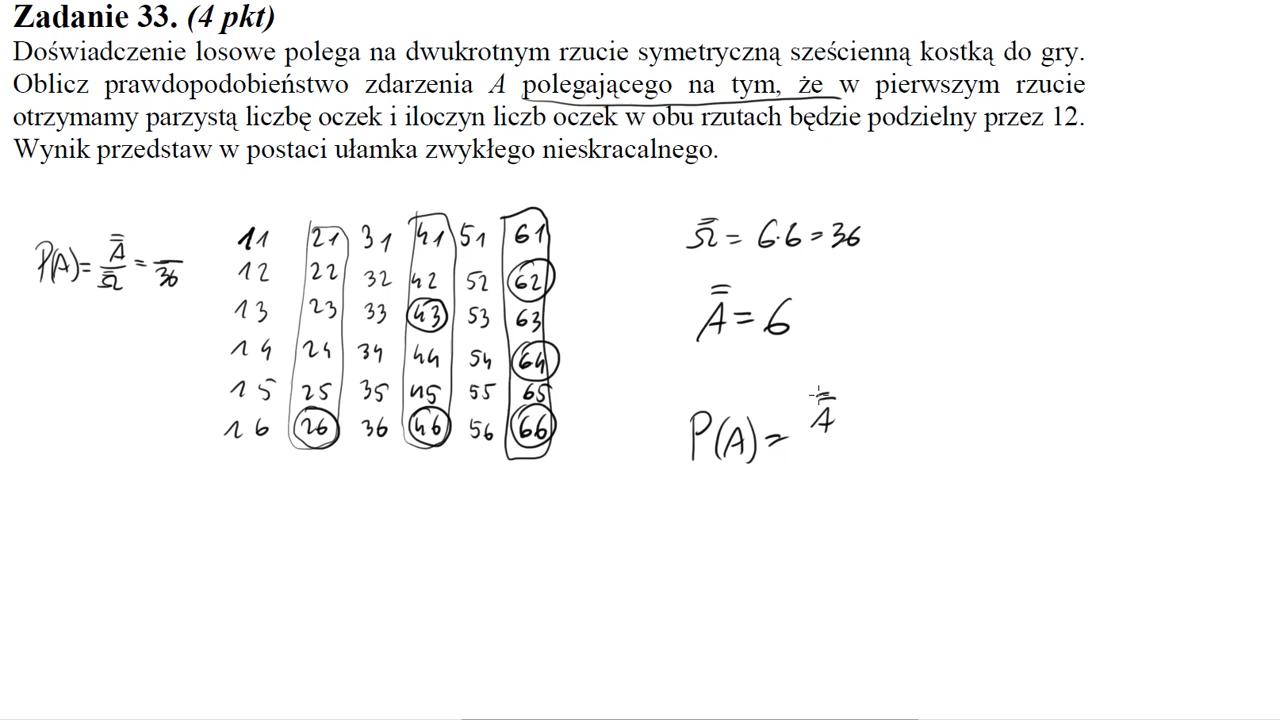 Zadanie 33. (4 pkt)
Doświadczenie losowe polega na dwukrotnym rzucie symetryczną sześcienną kostką do gry.
Oblicz prawdopodobieństwo zdarzenia A polegającego na tym, że w pierwszym rzucie
otrzymamy parzystą liczbę oczek i iloczyn liczb oczek w obu rzutach będzie podzielny przez 12.
Wynik przedstaw w postaci ułamka zwykłego nieskracalnego.
P(A) = A̿/Ω̿ = /36
11 21 31 41 51 61
12 22 32 42 52 62
13 23 33 43 53 63
14 24 34 44 54 64
15 25 35 45 55 65
16 26 36 46 56 66
Ω̿ = 6·6 = 36
A̿ = 6
P(A) = A̿